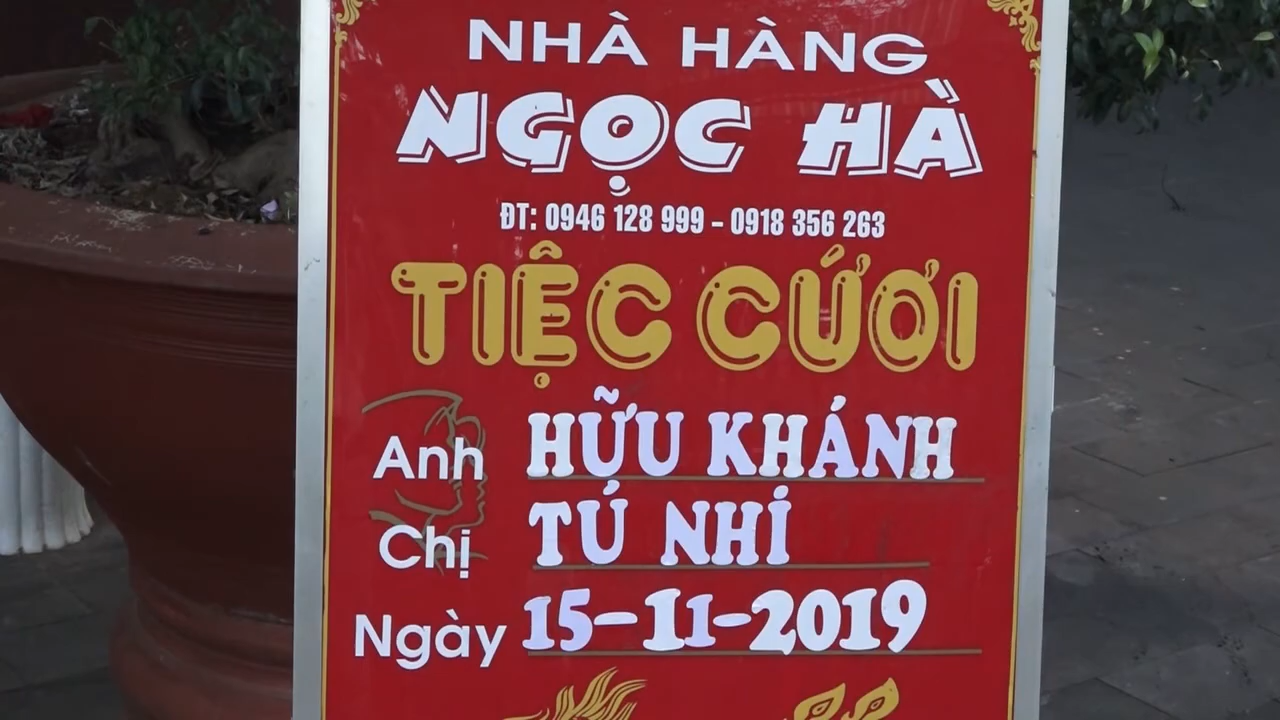 NHÀ HÀNG
NGỌC HÀ
ĐT: 0946 128 999 – 0918 356 263
TIỆC CƯỚI
Anh HỮU KHÁNH
Chị TÚ NHI
Ngày 15-11-2019